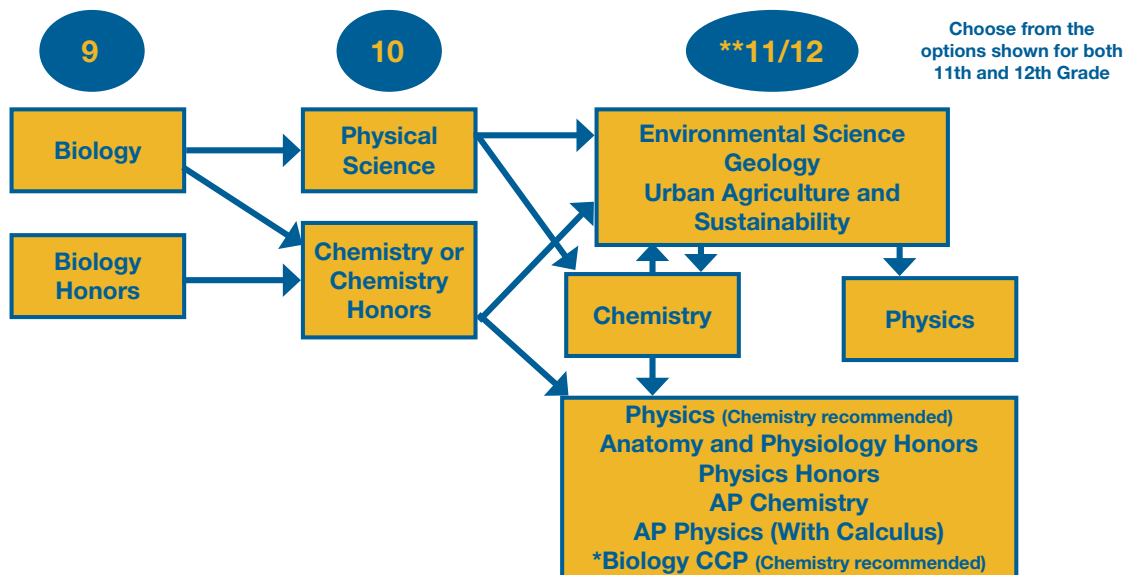 9
10
**11/12
Choose from the
options shown for both
11th and 12th Grade
Biology
Physical
Science
Environmental Science
Geology
Urban Agriculture and
Sustainability
Biology
Honors
Chemistry or
Chemistry
Honors
Chemistry
Physics
Physics (Chemistry recommended)
Anatomy and Physiology Honors
Physics Honors
AP Chemistry
AP Physics (With Calculus)
*Biology CCP (Chemistry recommended)